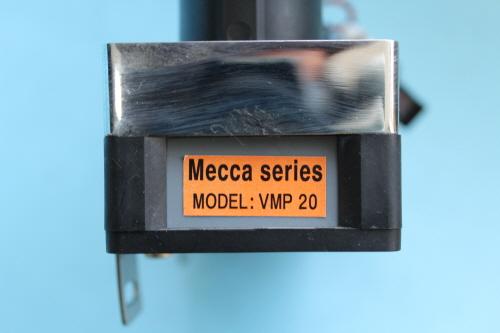 Mecca series
MODEL: VMP 20